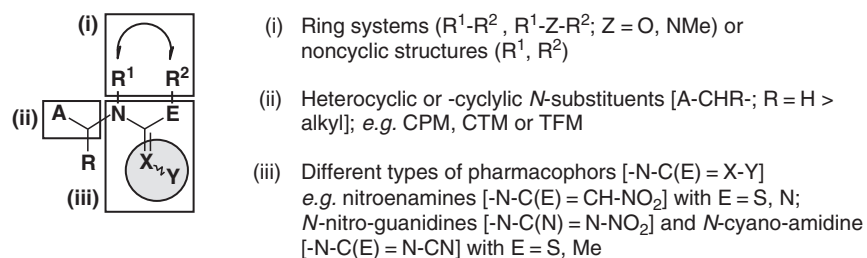 (i)
R¹ R²
(ii) A N E
R X Y
(iii)
(i) Ring systems (R¹-R² , R¹-Z-R²; Z = O, NMe) or
noncyclic structures (R¹, R²)
(ii) Heterocyclic or -cyclylic N-substituents [A-CHR-; R = H >
alkyl]; e.g. CPM, CTM or TFM
(iii) Different types of pharmacophors [-N-C(E) = X-Y]
e.g. nitroenamines [-N-C(E) = CH-NO₂] with E = S, N;
N-nitro-guanidines [-N-C(N) = N-NO₂] and N-cyano-amidine
[-N-C(E) = N-CN] with E = S, Me